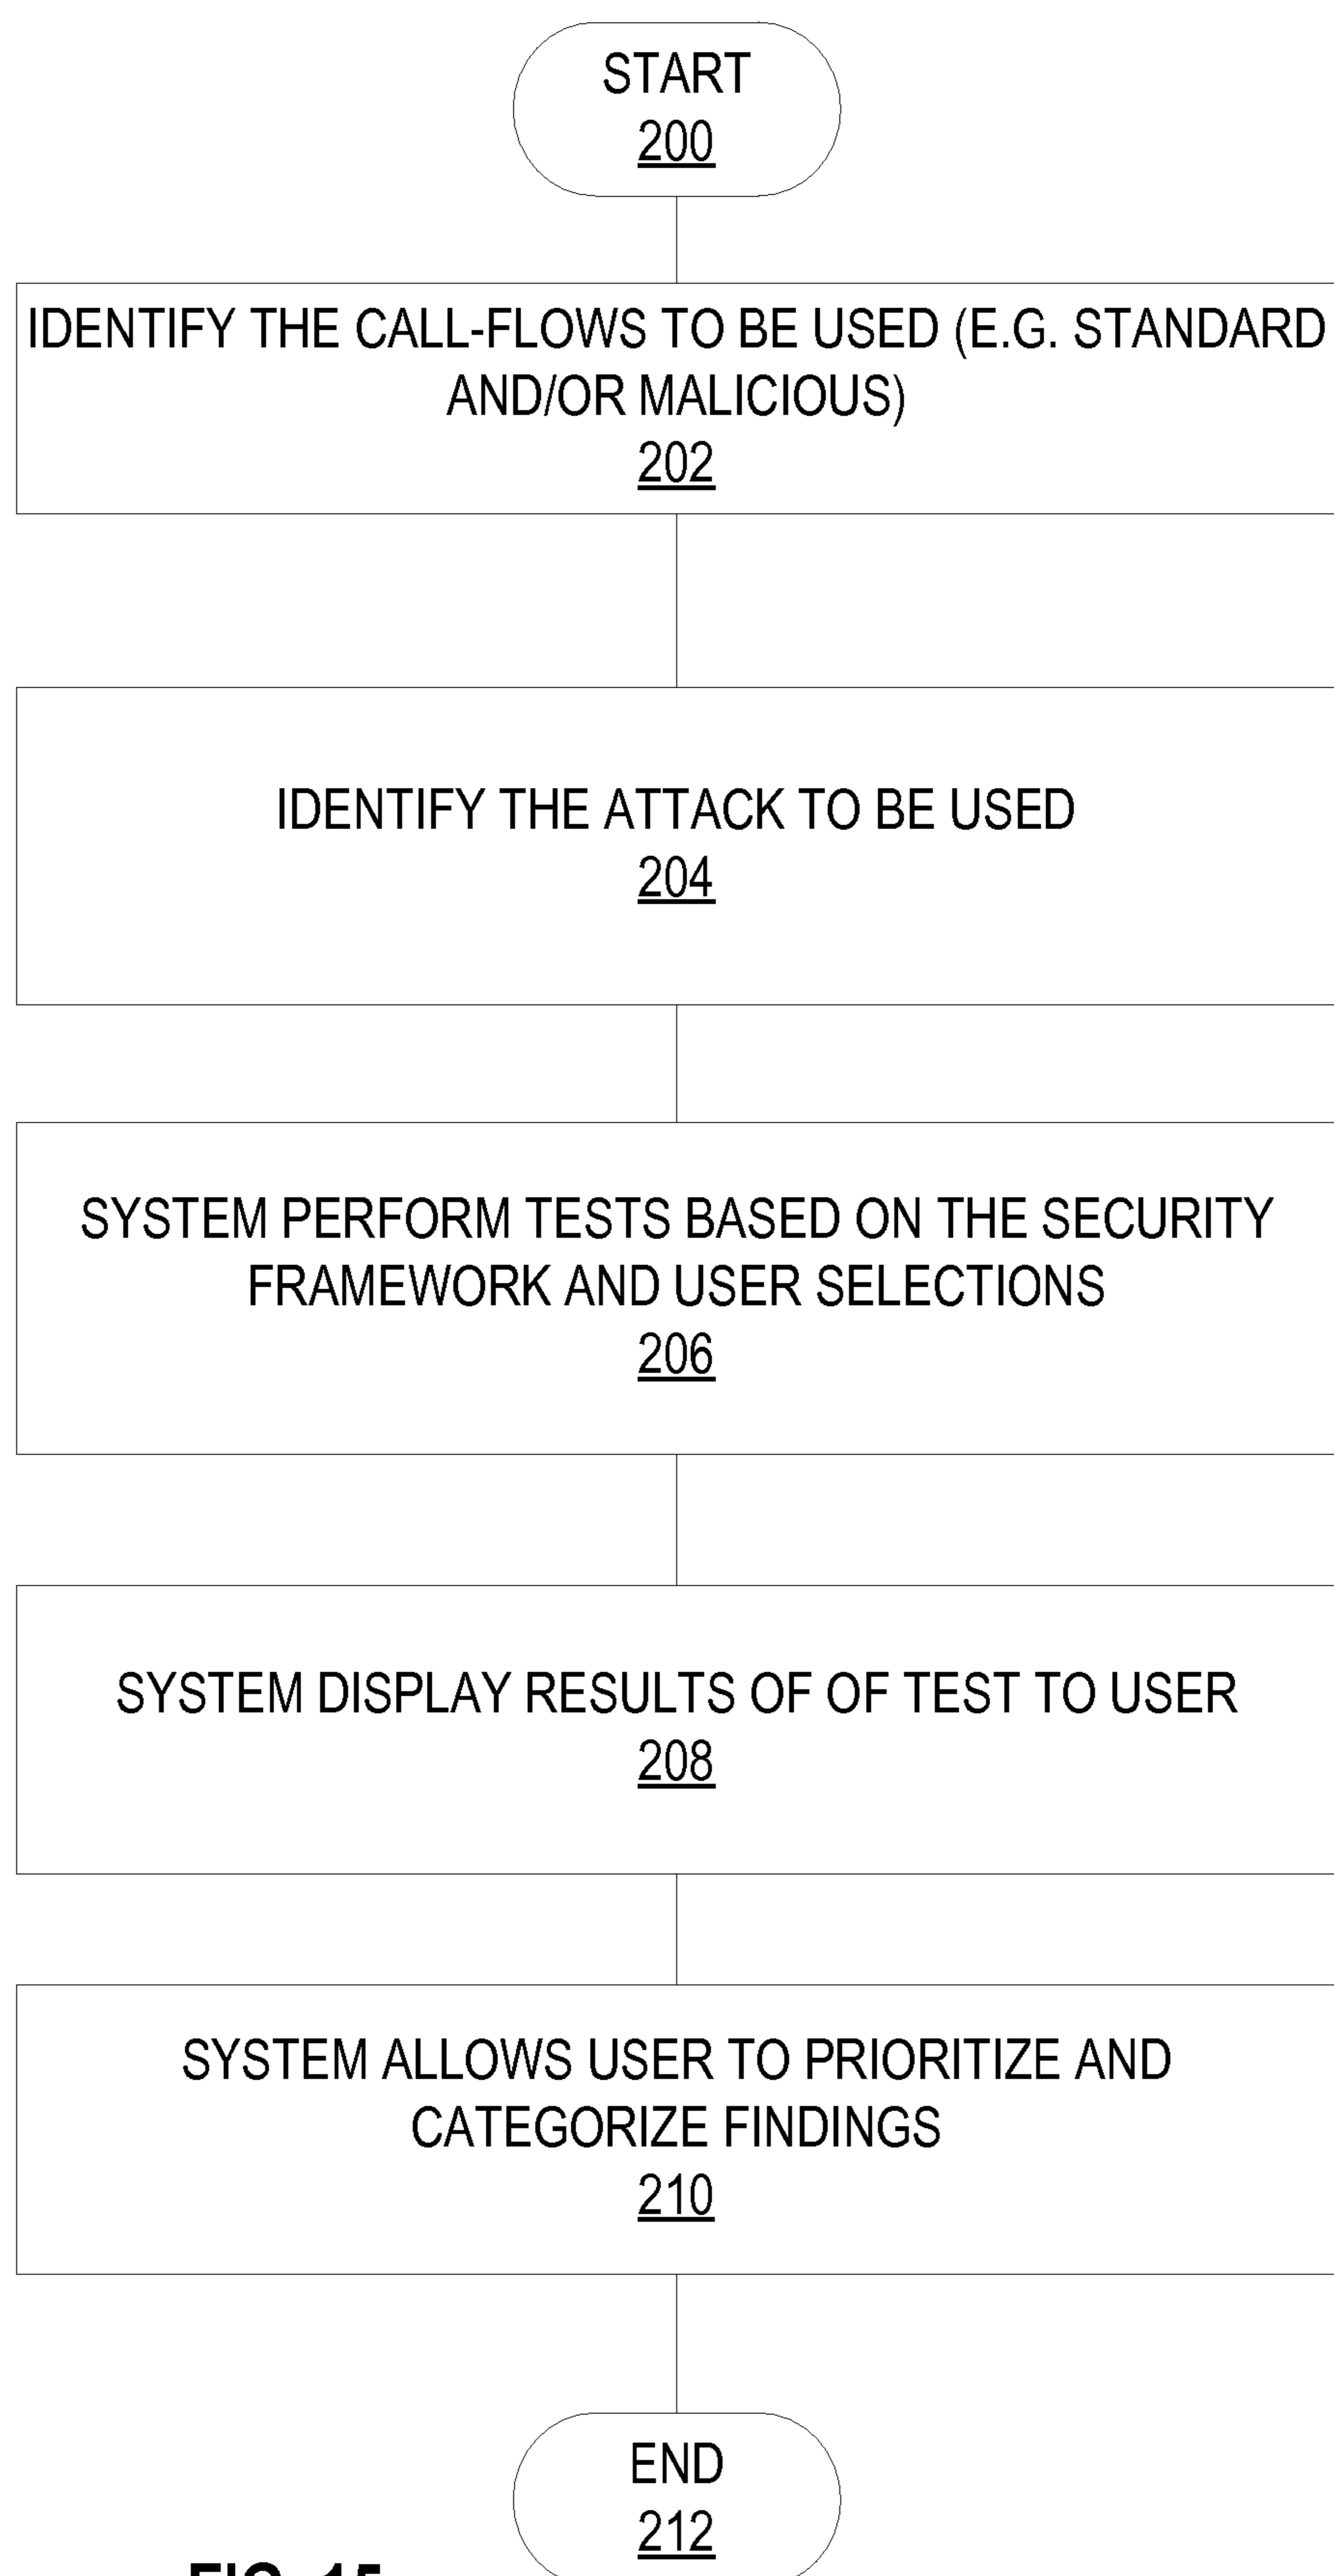 START
200
IDENTIFY THE CALL-FLOWS TO BE USED (E.G. STANDARD
AND/OR MALICIOUS)
202
IDENTIFY THE ATTACK TO BE USED
204
SYSTEM PERFORM TESTS BASED ON THE SECURITY
FRAMEWORK AND USER SELECTIONS
206
SYSTEM DISPLAY RESULTS OF OF TEST TO USER
208
SYSTEM ALLOWS USER TO PRIORITIZE AND
CATEGORIZE FINDINGS
210
END
212
FIG. 15